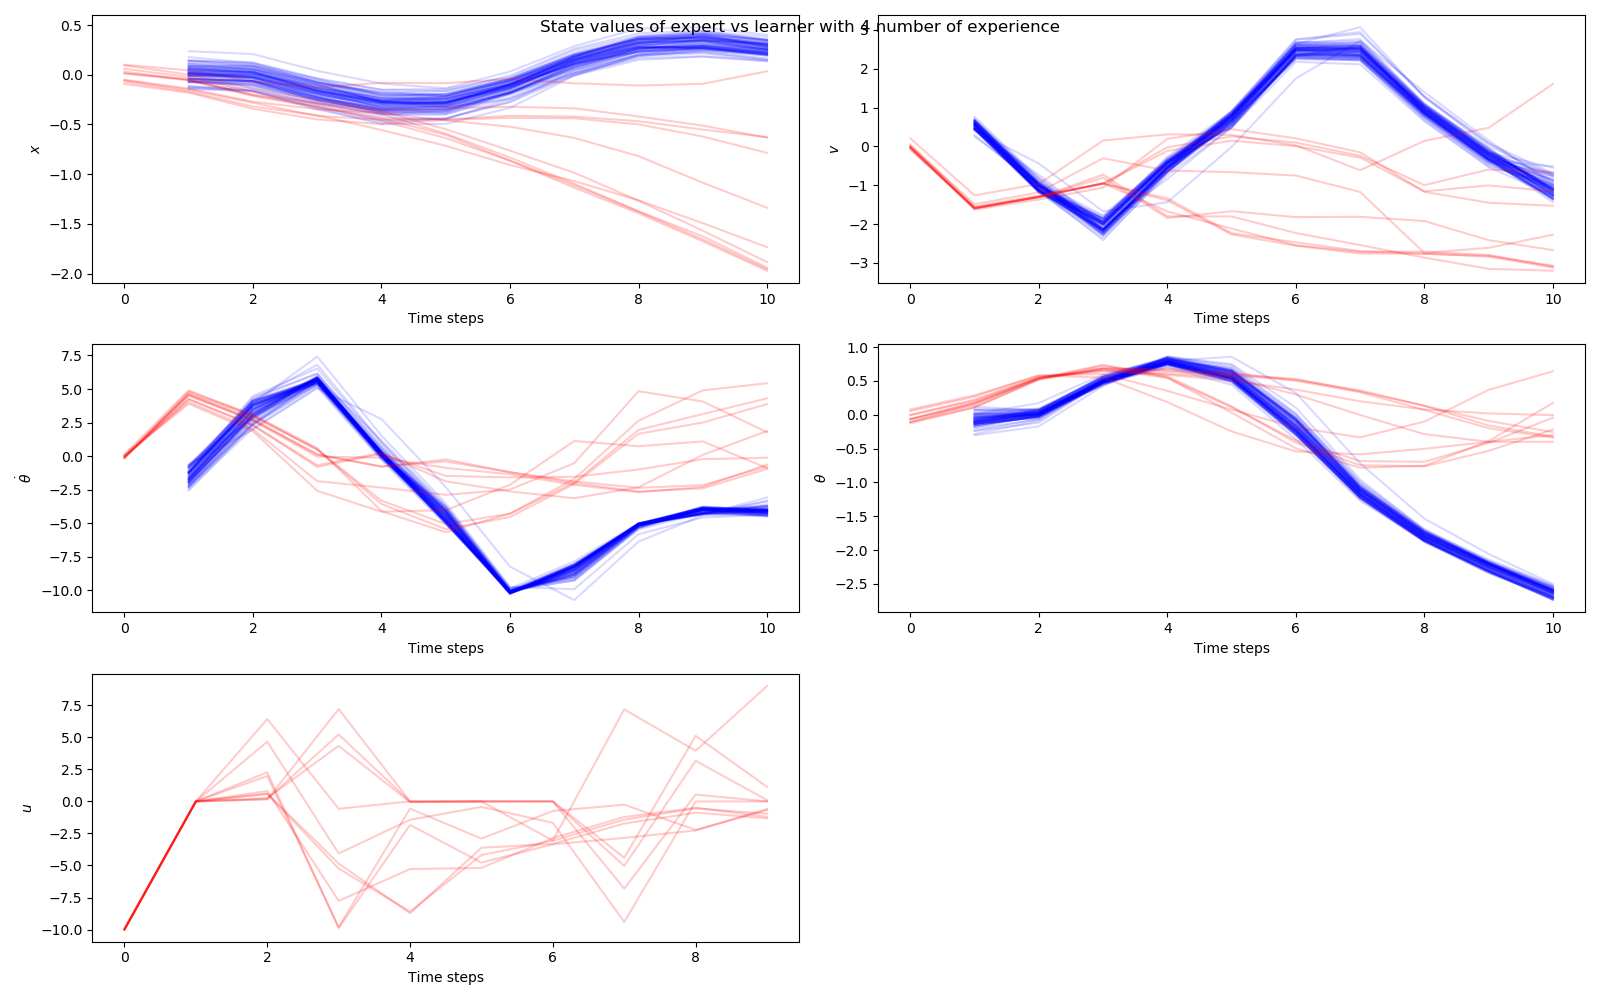 State values of expert vs learner with 4 number of experience
0.5
0.0
−0.5
−1.0
−1.5
−2.0
x
0 2 4 6 8 10
Time steps
2
1
0
−1
−2
−3
v
0 2 4 6 8 10
Time steps
7.5
5.0
2.5
0.0
−2.5
−5.0
−7.5
−10.0
θ̇
0 2 4 6 8 10
Time steps
1.0
0.5
0.0
−0.5
−1.0
−1.5
−2.0
−2.5
θ
0 2 4 6 8 10
Time steps
7.5
5.0
2.5
0.0
−2.5
−5.0
−7.5
−10.0
u
0 2 4 6 8
Time steps